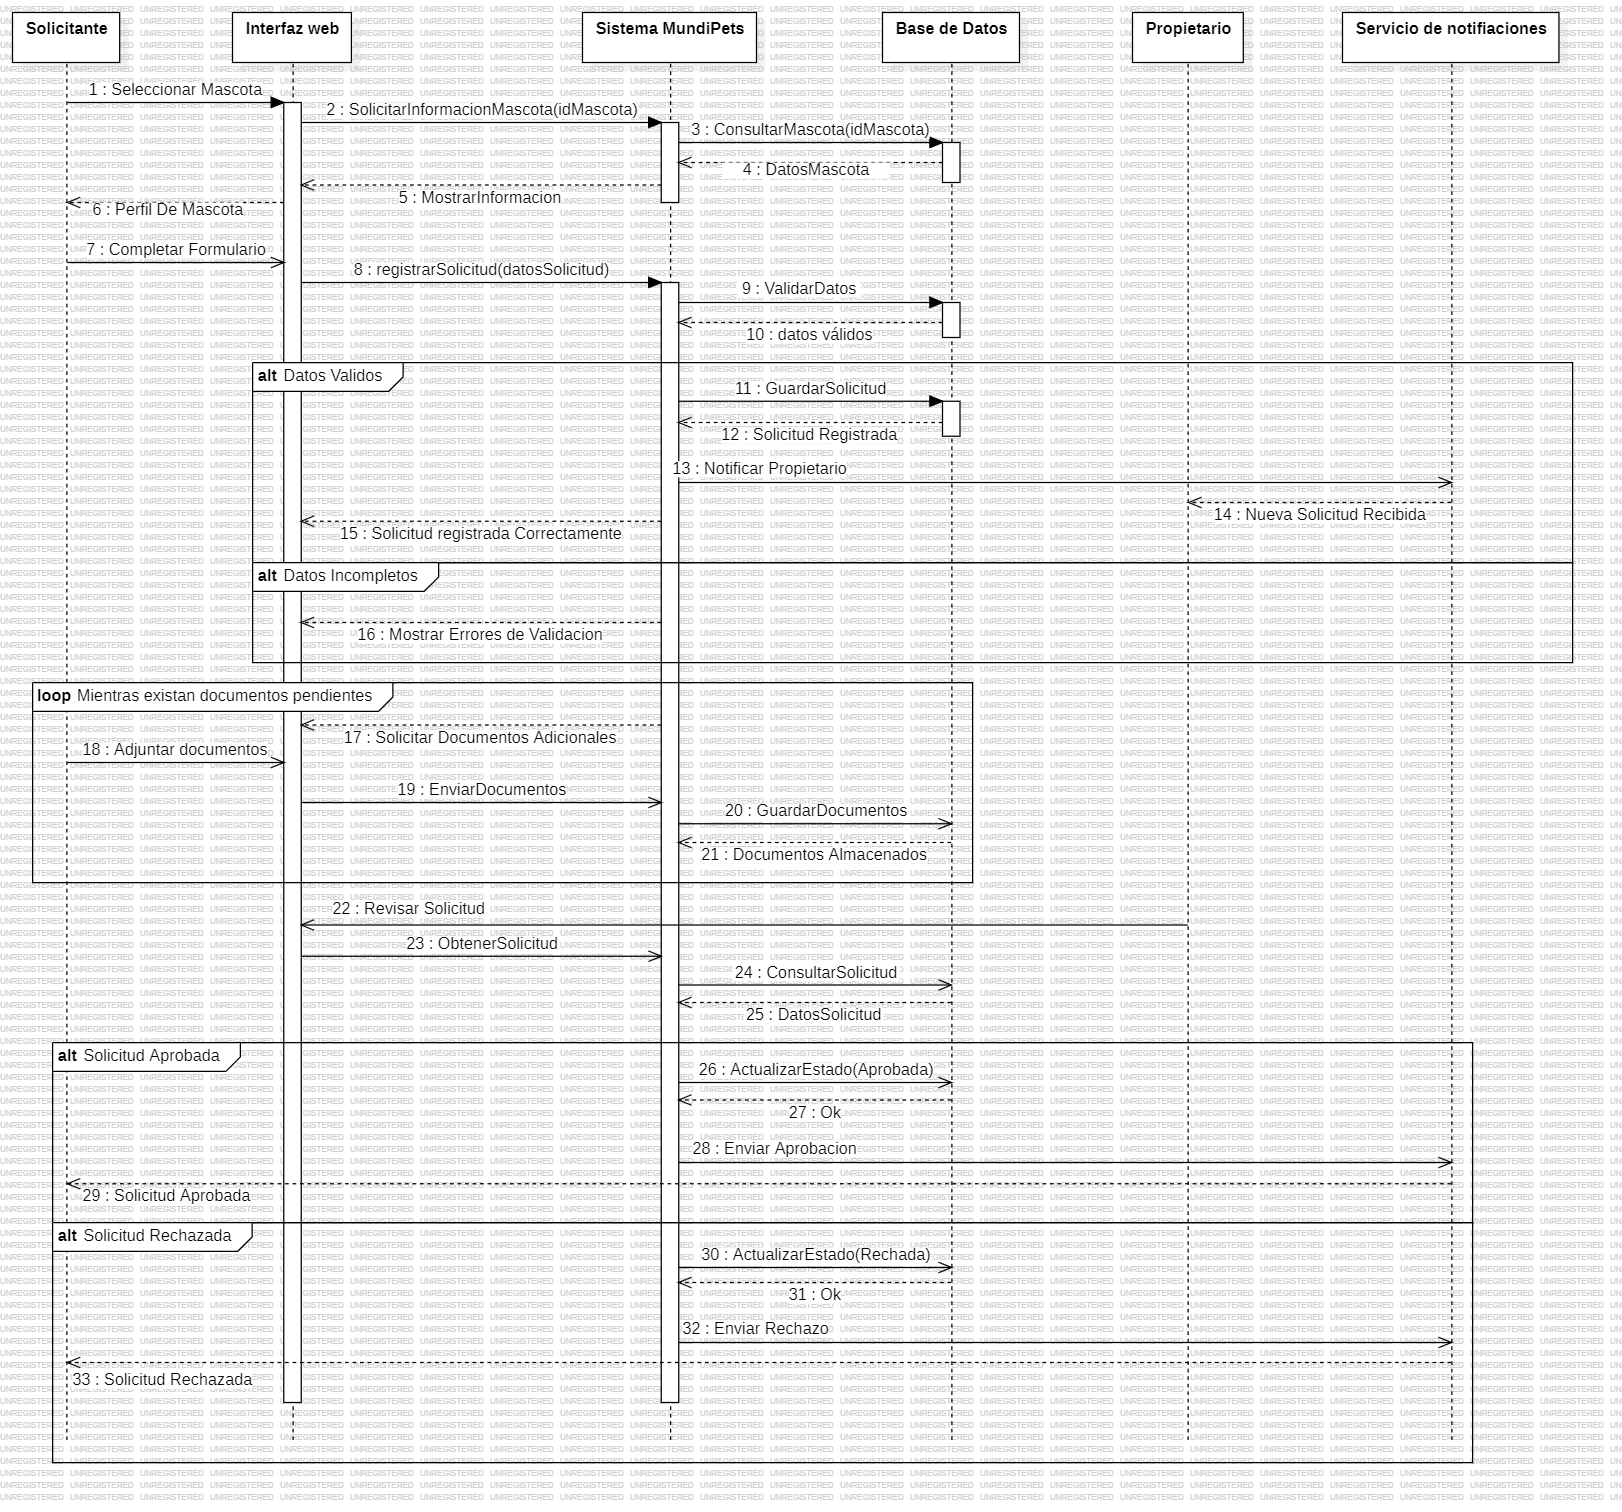 Solicitante
Interfaz web
Sistema MundiPets
Base de Datos
Propietario
Servicio de notifiaciones
1 : Seleccionar Mascota
2 : SolicitarInformacionMascota(idMascota)
3 : ConsultarMascota(idMascota)
4 : DatosMascota
5 : MostrarInformacion
6 : Perfil De Mascota
7 : Completar Formulario
8 : registrarSolicitud(datosSolicitud)
9 : ValidarDatos
10 : datos válidos
alt Datos Validos
11 : GuardarSolicitud
12 : Solicitud Registrada
13 : Notificar Propietario
14 : Nueva Solicitud Recibida
15 : Solicitud registrada Correctamente
alt Datos Incompletos
16 : Mostrar Errores de Validacion
loop Mientras existan documentos pendientes
17 : Solicitar Documentos Adicionales
18 : Adjuntar documentos
19 : EnviarDocumentos
20 : GuardarDocumentos
21 : Documentos Almacenados
22 : Revisar Solicitud
23 : ObtenerSolicitud
24 : ConsultarSolicitud
25 : DatosSolicitud
alt Solicitud Aprobada
26 : ActualizarEstado(Aprobada)
27 : Ok
28 : Enviar Aprobacion
29 : Solicitud Aprobada
alt Solicitud Rechazada
30 : ActualizarEstado(Rechada)
31 : Ok
32 : Enviar Rechazo
33 : Solicitud Rechazada
UNREGISTERED